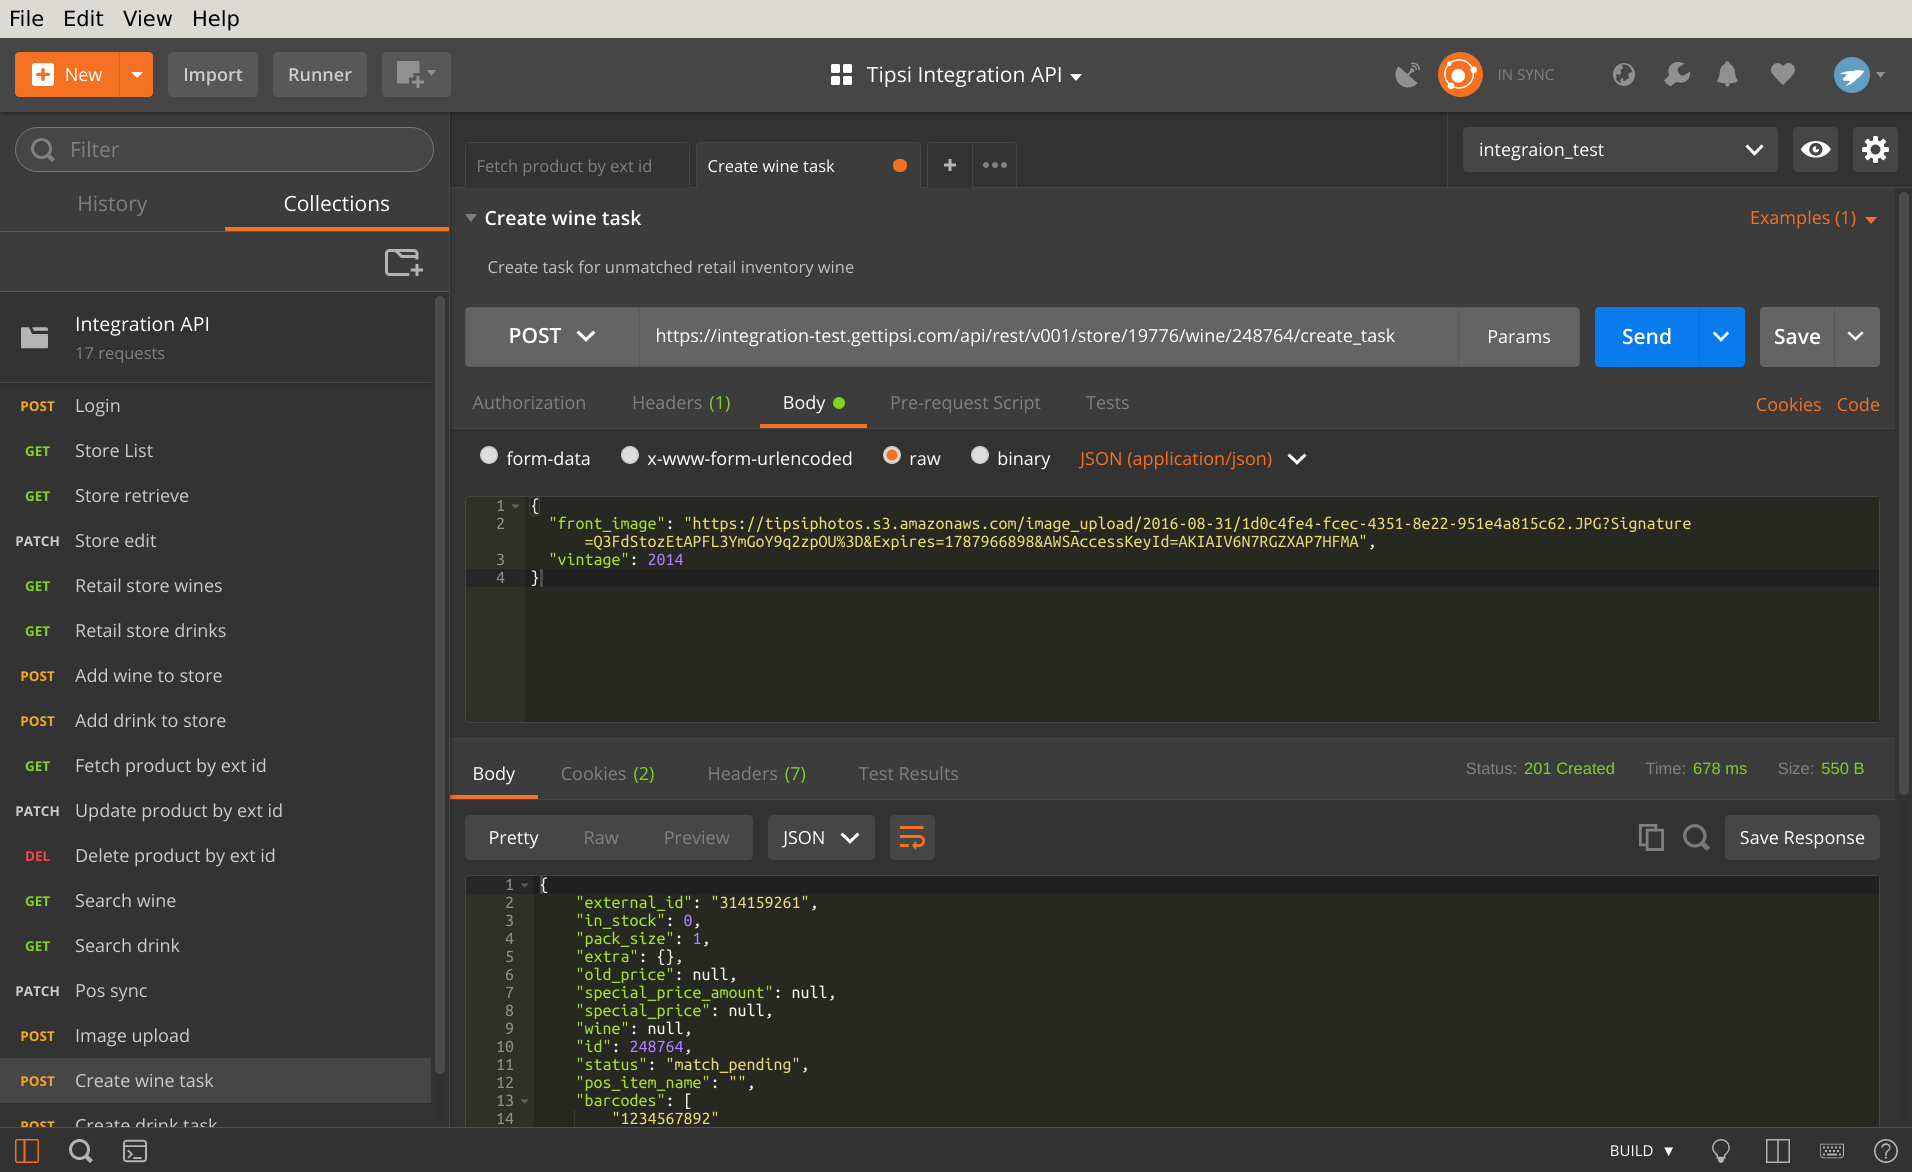 File Edit View Help
New Import Runner Tipsi Integration API IN SYNC
Filter
History Collections
Integration API
17 requests
POST Login
GET Store List
GET Store retrieve
PATCH Store edit
GET Retail store wines
GET Retail store drinks
POST Add wine to store
POST Add drink to store
GET Fetch product by ext id
PATCH Update product by ext id
DEL Delete product by ext id
GET Search wine
GET Search drink
PATCH Pos sync
POST Image upload
POST Create wine task
POST Create drink task
Fetch product by ext id Create wine task + ••• integraion_test
Create wine task Examples (1)
Create task for unmatched retail inventory wine
POST https://integration-test.gettipsi.com/api/rest/v001/store/19776/wine/248764/create_task Params Send Save
Authorization Headers (1) Body Pre-request Script Tests Cookies Code
form-data x-www-form-urlencoded raw binary JSON (application/json)
1 {
2 "front_image": "https://tipsiphotos.s3.amazonaws.com/image_upload/2016-08-31/1d0c4fe4-fcec-4351-8e22-951e4a815c62.JPG?Signature
=Q3FdStozEtAPFL3YmGoY9q2zpOU%3D&Expires=1787966898&AWSAccessKeyId=AKIAIV6N7RGZXAP7HFMA",
3 "vintage": 2014
4 }
Body Cookies (2) Headers (7) Test Results Status: 201 Created Time: 678 ms Size: 550 B
Pretty Raw Preview JSON Save Response
1 {
2 "external_id": "314159261",
3 "in_stock": 0,
4 "pack_size": 1,
5 "extra": {},
6 "old_price": null,
7 "special_price_amount": null,
8 "special_price": null,
9 "wine": null,
10 "id": 248764,
11 "status": "match_pending",
12 "pos_item_name": "",
13 "barcodes": [
14 "1234567892"
BUILD